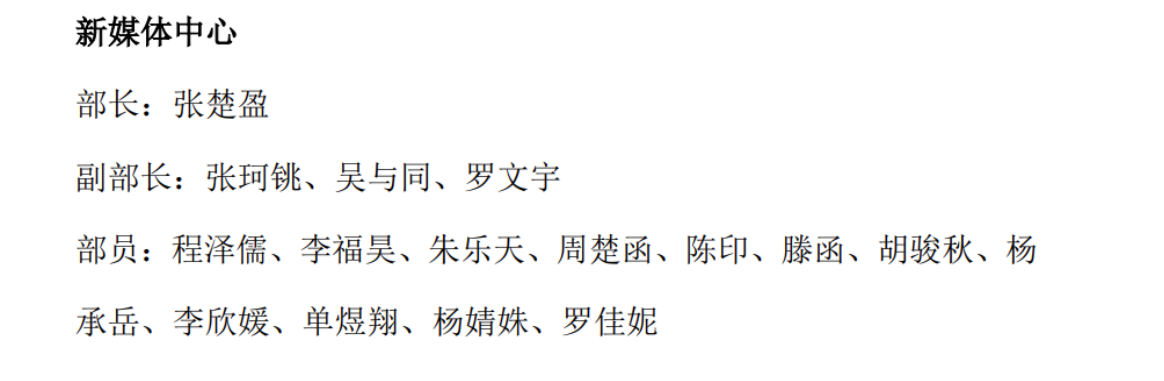 新媒体中心
部长：张楚盈
副部长：张珂铫、吴与同、罗文宇
部员：程泽儒、李福昊、朱乐天、周楚函、陈印、滕函、胡骏秋、杨
承岳、李欣媛、单煜翔、杨婧姝、罗佳妮